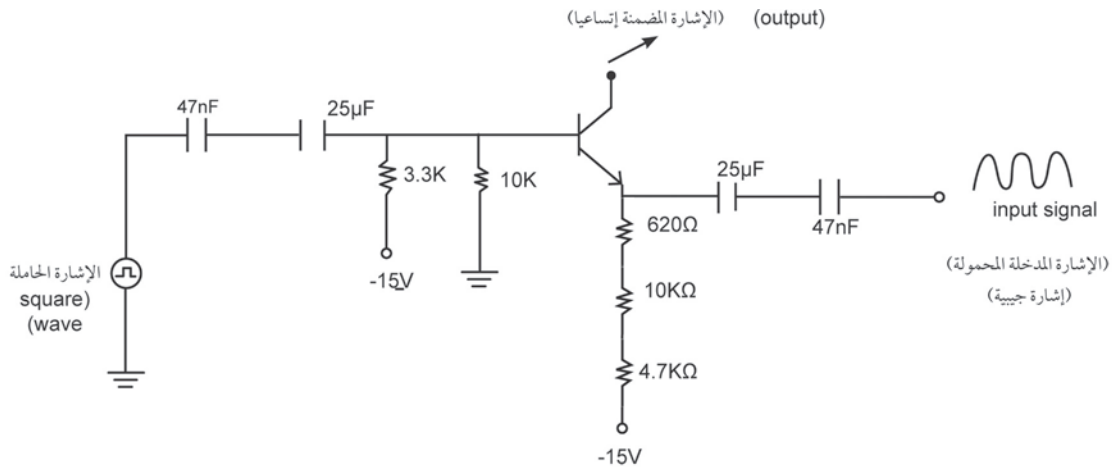 (الإشارة المضمنة إتساعيا) (output)
47nF
25µF
3.3K
10K
-15V
الإشارة الحاملة
square)
(wave
25µF
47nF
620Ω
10KΩ
4.7KΩ
-15V
input signal
(الإشارة المدخلة المحمولة)
(إشارة جيبية)